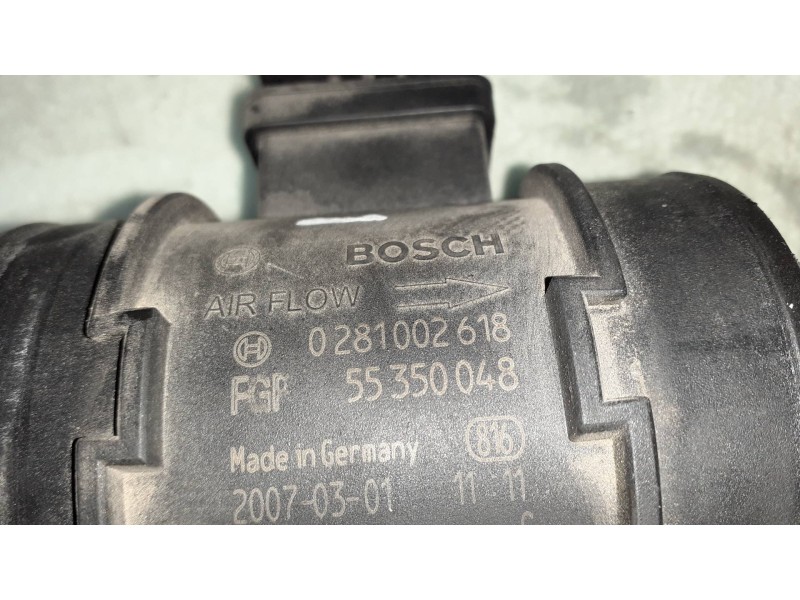 BOSCH
AIR FLOW
0 281 002 618
FGP 55 350 048
Made in Germany 816
2007-03-01 11 11